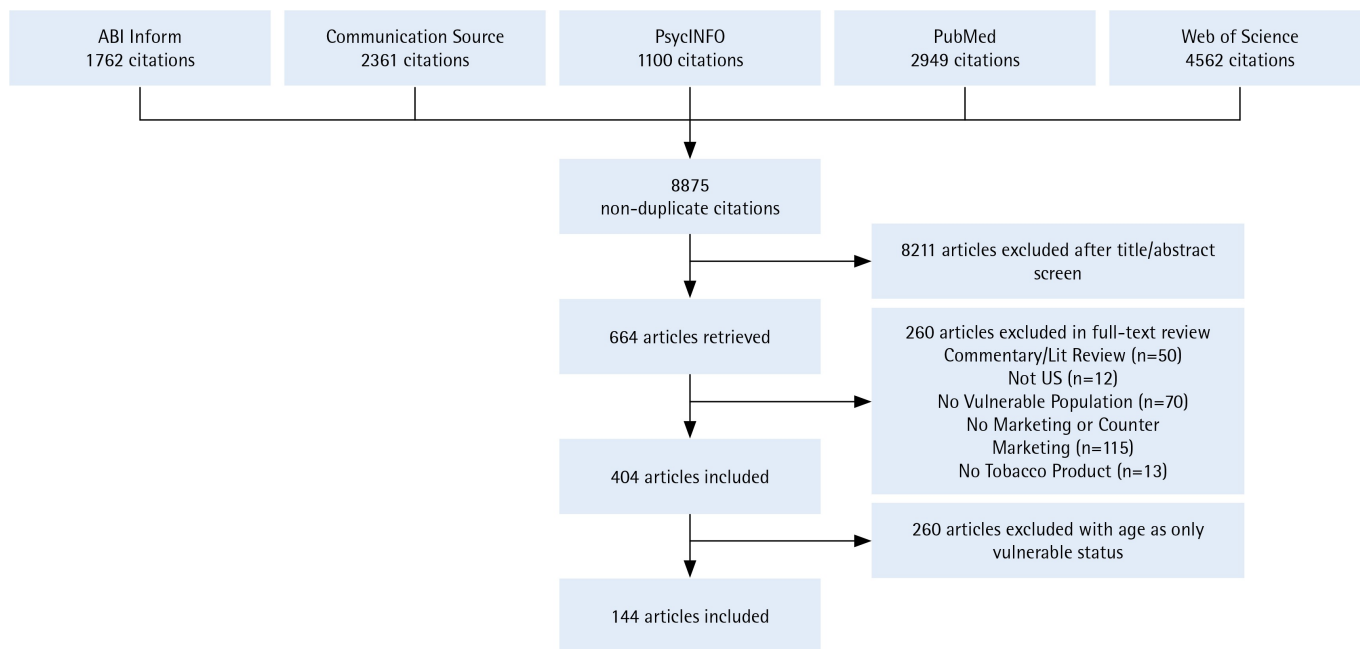 ABI Inform
1762 citations
Communication Source
2361 citations
PsycINFO
1100 citations
PubMed
2949 citations
Web of Science
4562 citations
8875
non-duplicate citations
8211 articles excluded after title/abstract
screen
664 articles retrieved
260 articles excluded in full-text review
Commentary/Lit Review (n=50)
Not US (n=12)
No Vulnerable Population (n=70)
No Marketing or Counter
Marketing (n=115)
No Tobacco Product (n=13)
404 articles included
260 articles excluded with age as only
vulnerable status
144 articles included